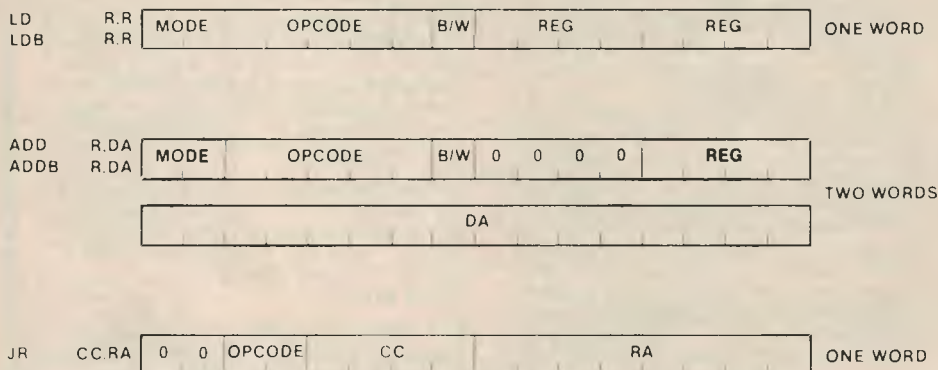 LD R.R MODE OPCODE B/W REG REG ONE WORD
LDB R.R
ADD R.DA MODE OPCODE B/W 0 0 0 0 REG
ADDB R.DA
TWO WORDS
DA
JR CC.RA 0 0 OPCODE CC RA ONE WORD